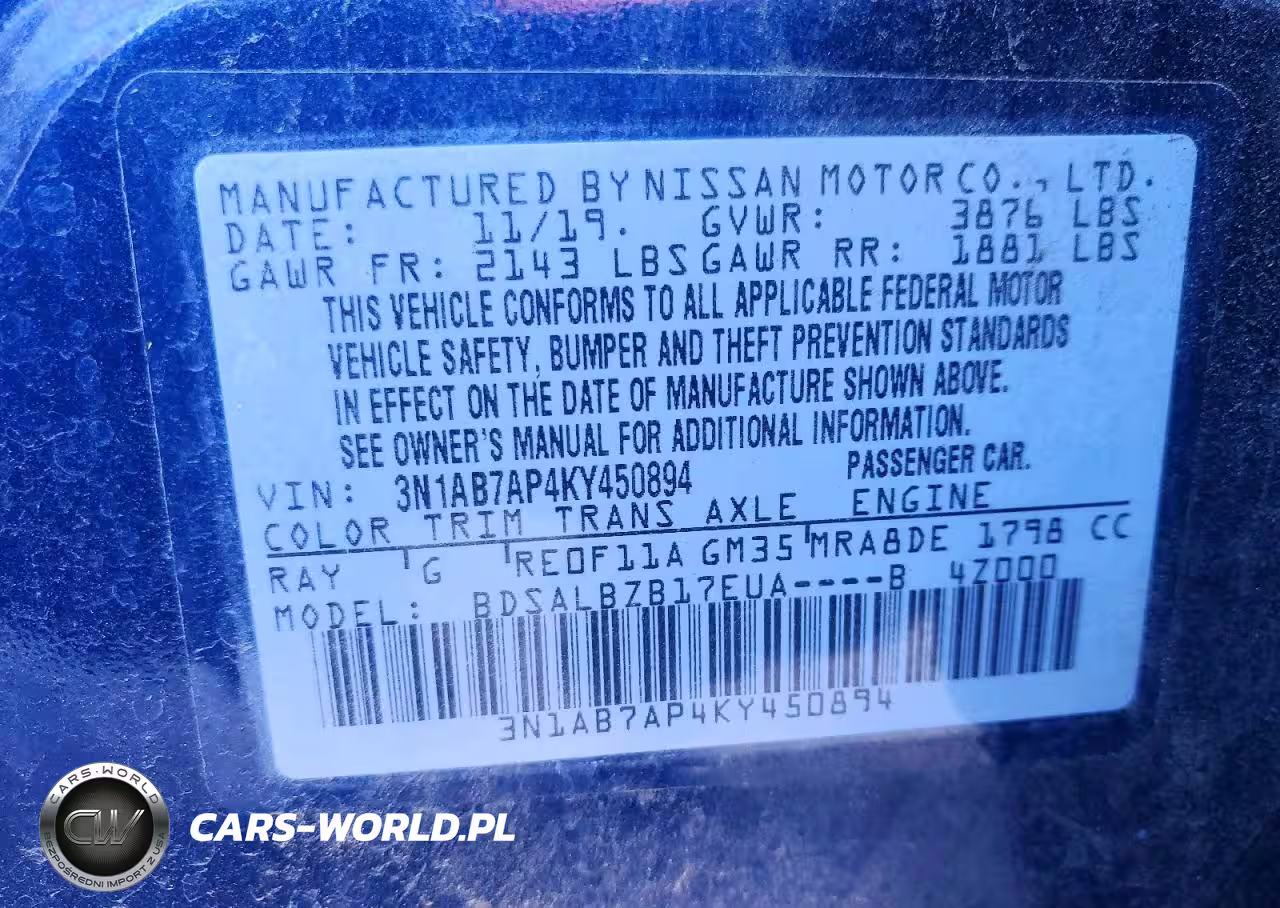 MANUFACTURED BY NISSAN MOTOR CO., LTD.
DATE: 11/19. GVWR: 3876 LBS
GAWR FR: 2143 LBS GAWR RR: 1881 LBS
THIS VEHICLE CONFORMS TO ALL APPLICABLE FEDERAL MOTOR
VEHICLE SAFETY, BUMPER AND THEFT PREVENTION STANDARDS
IN EFFECT ON THE DATE OF MANUFACTURE SHOWN ABOVE.
SEE OWNER'S MANUAL FOR ADDITIONAL INFORMATION.
VIN: 3N1AB7AP4KY450894 PASSENGER CAR.
COLOR TRIM TRANS AXLE ENGINE
RAY G RE0F11A GM35 MRA8DE 1798 CC
MODEL: BDSALBZB17EUA----B 4Z000
3N1AB7AP4KY450894
CARS-WORLD
CW
BEZPOŚREDNI IMPORT Z USA
CARS-WORLD.PL